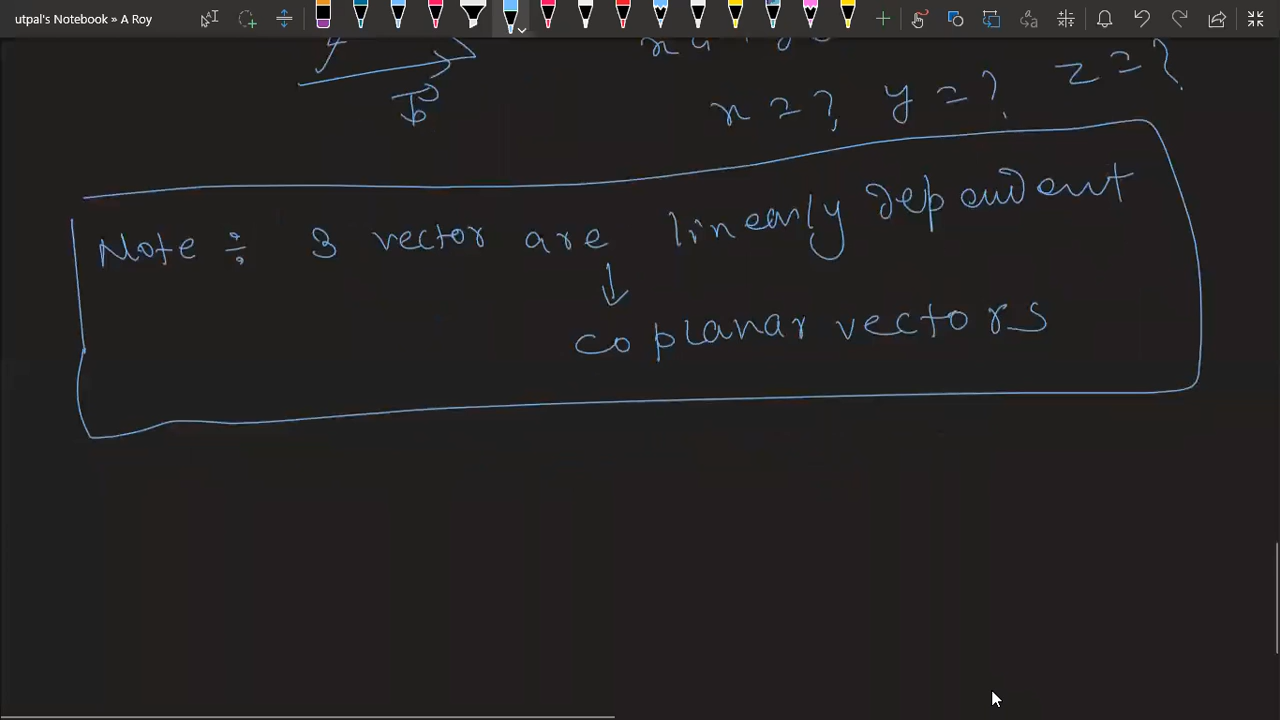 utpal's Notebook » A Roy
x = ? y = ? z = ?
b
Note : 3 vector are linearly dependent
coplanar vectors